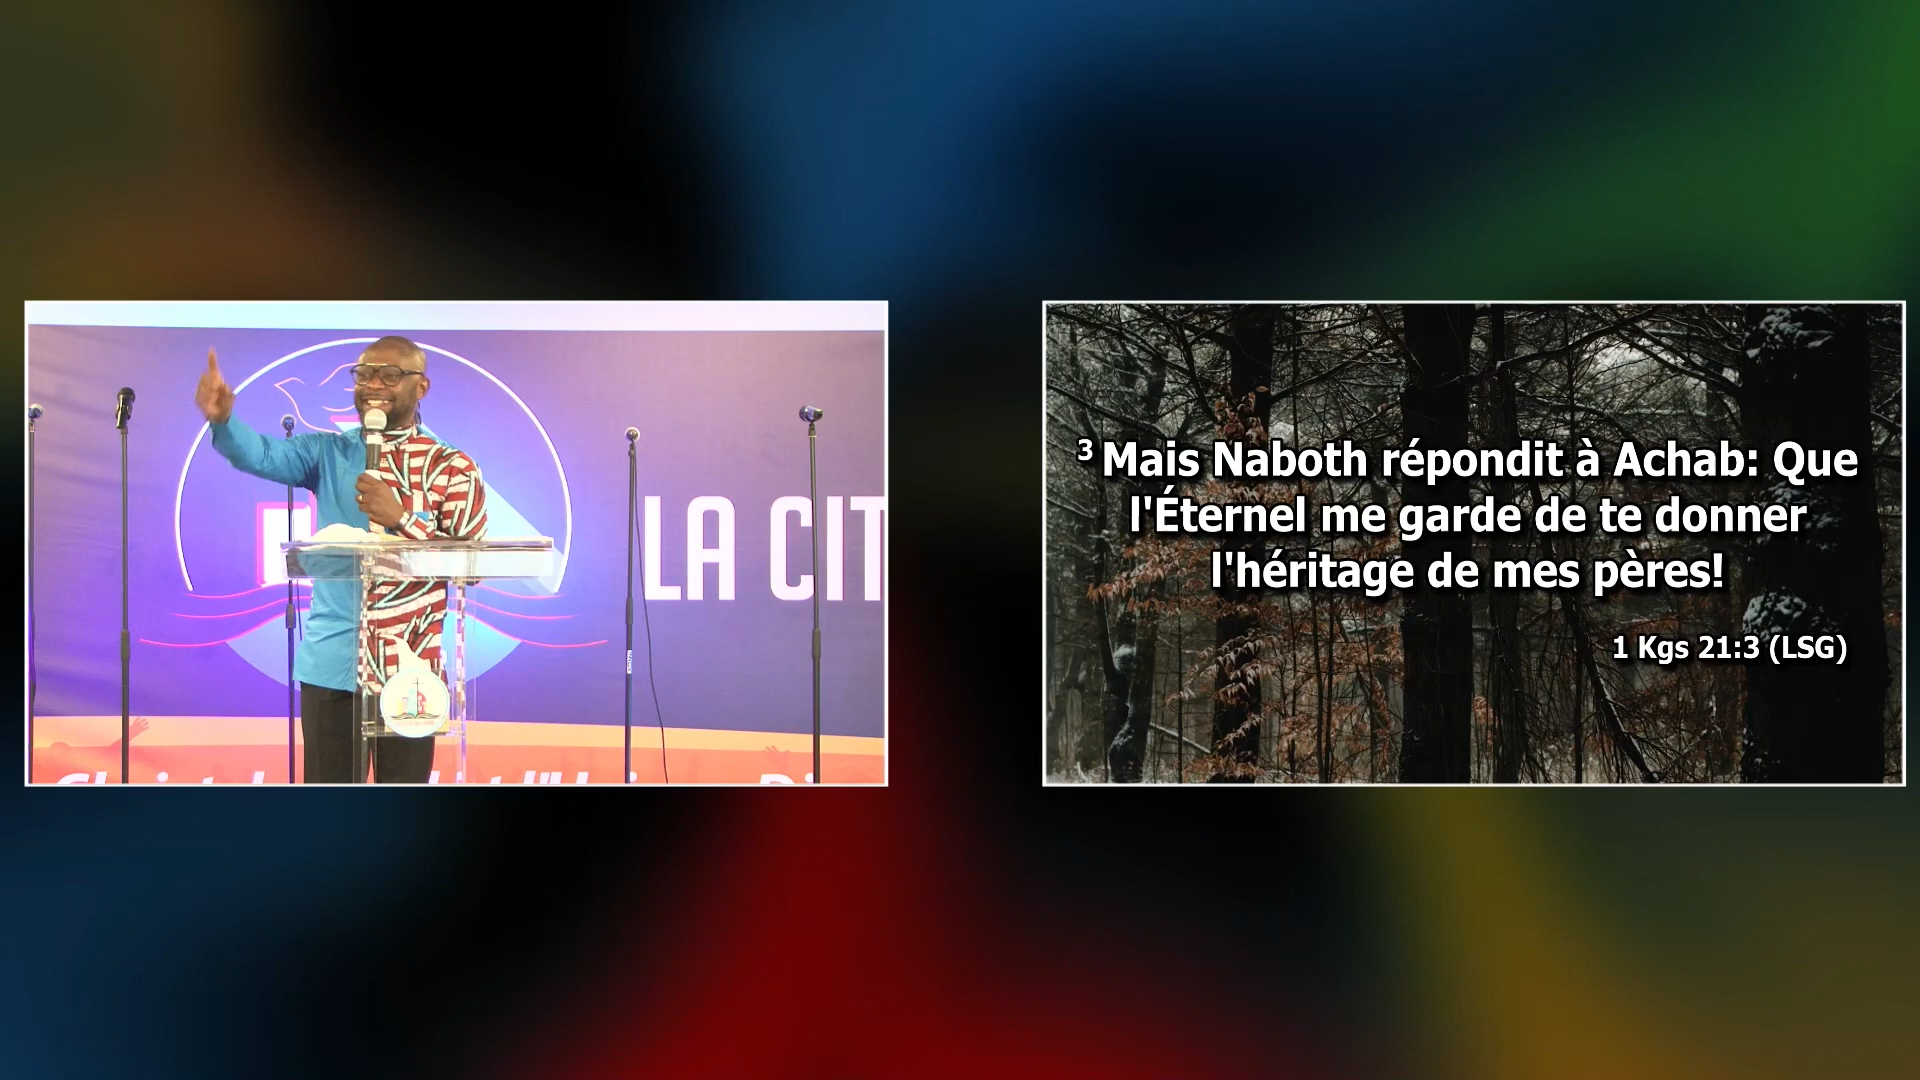 LA CIT
3 Mais Naboth répondit à Achab: Que
l'Éternel me garde de te donner
l'héritage de mes pères!
1 Kgs 21:3 (LSG)